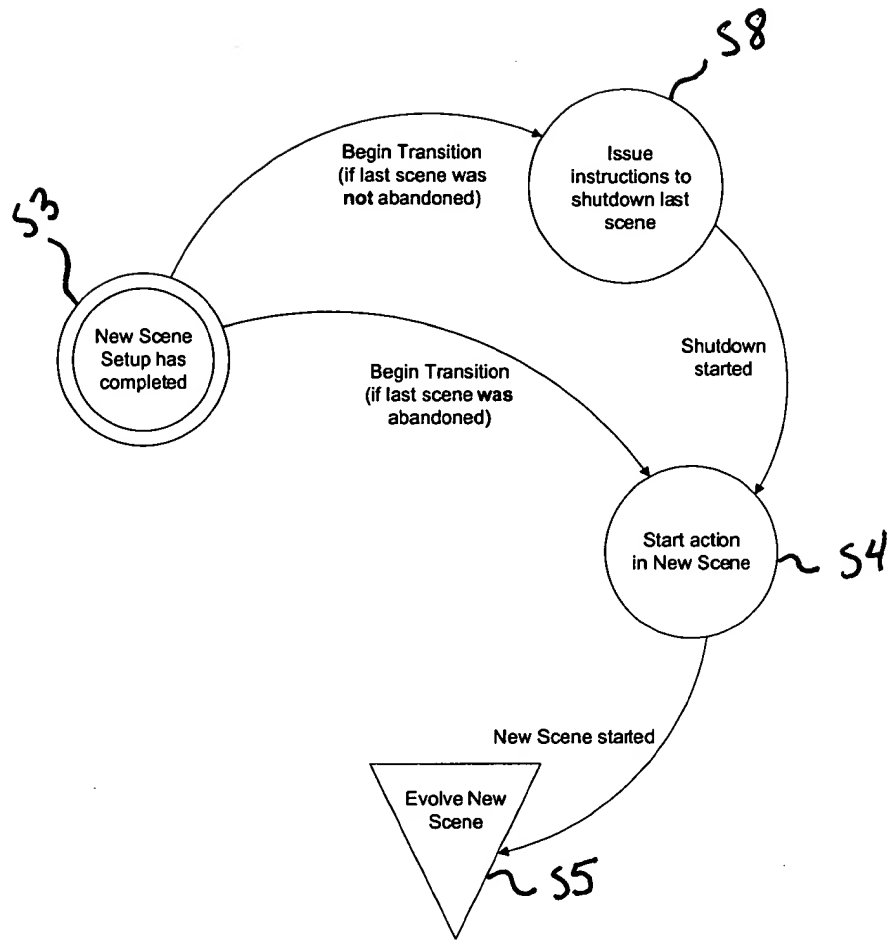 S8
Issue
instructions to
shutdown last
scene
Begin Transition
(if last scene was
not abandoned)
S3
New Scene
Setup has
completed
Shutdown
started
Begin Transition
(if last scene was
abandoned)
Start action
in New Scene
S4
New Scene started
Evolve New
Scene
S5